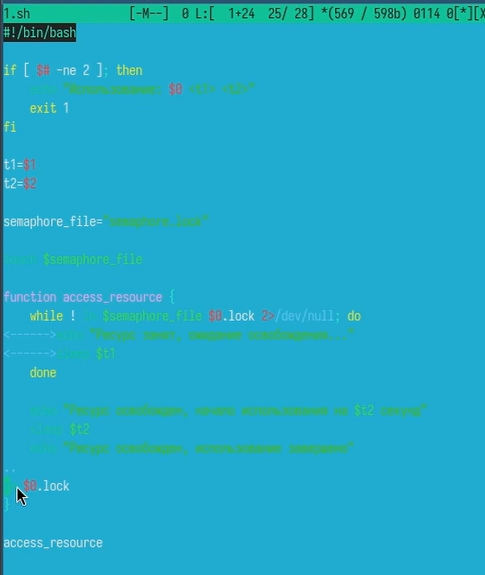 1.sh [-M--] 0 L:[ 1+24 25/ 28] *(569 / 598b) 0114 0[*][X
#!/bin/bash
if [ $# -ne 2 ]; then
echo "Использование: $0 <t1> <t2>"
exit 1
fi
t1=$1
t2=$2
semaphore_file="semaphore.lock"
touch $semaphore_file
function access_resource {
while ! ln $semaphore_file $0.lock 2>/dev/null; do
<------>echo "Ресурс занят, ожидание освобождения..."
<------>sleep $t1
done
echo "Ресурс освобожден, начато использование на $t2 секунд"
sleep $t2
echo "Ресурс освобожден, использование завершено"
..
$0.lock
}
access_resource